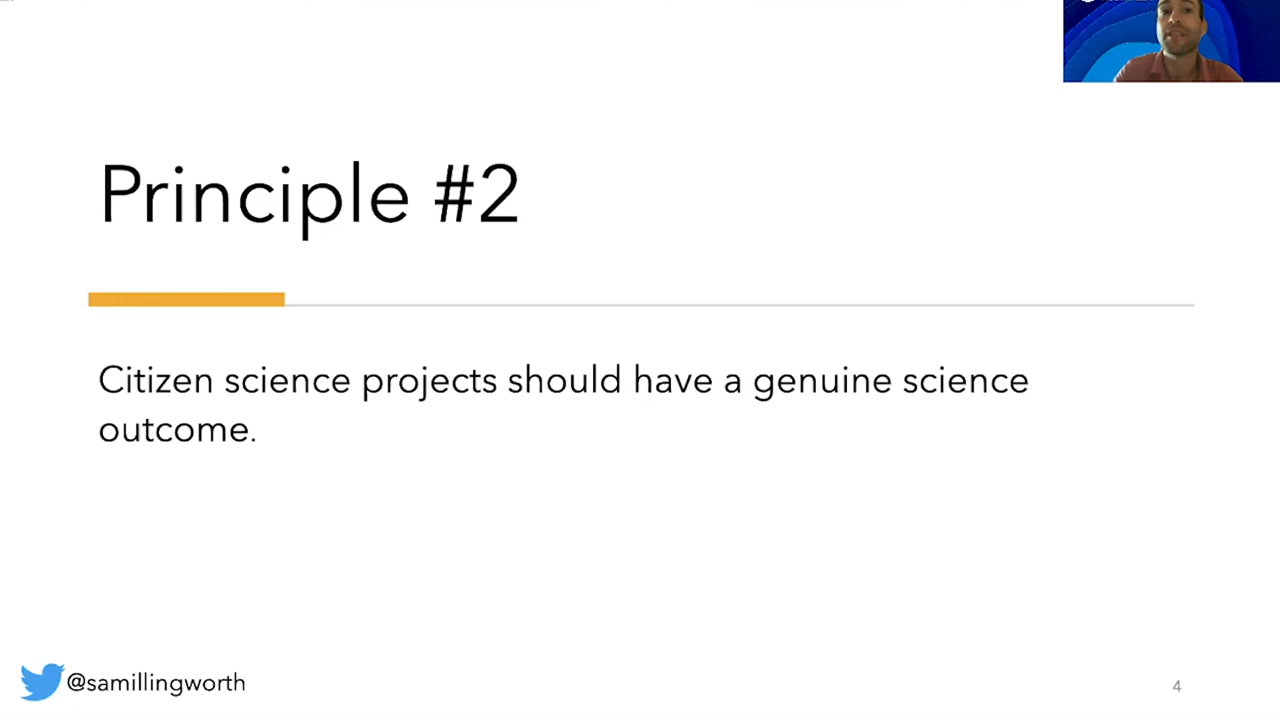 Principle #2
Citizen science projects should have a genuine science
outcome.
@samillingworth
4